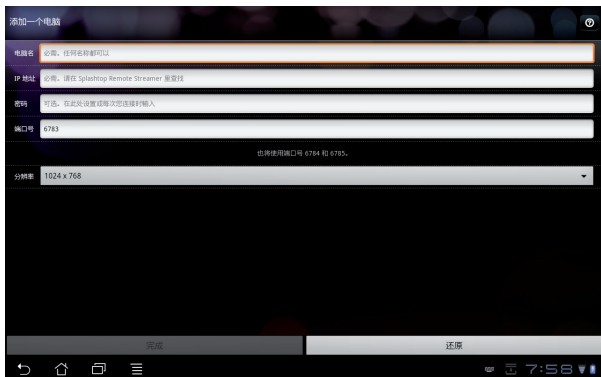 添加一个电脑
电脑名 必需。任何名称都可以
IP 地址 必需。请在 Splashtop Remote Streamer 里查找
密码 可选。在此处设置或每次您连接时输入
端口号 6783
也将使用端口号 6784 和 6785。
分辨率 1024 x 768
完成 还原
7:58